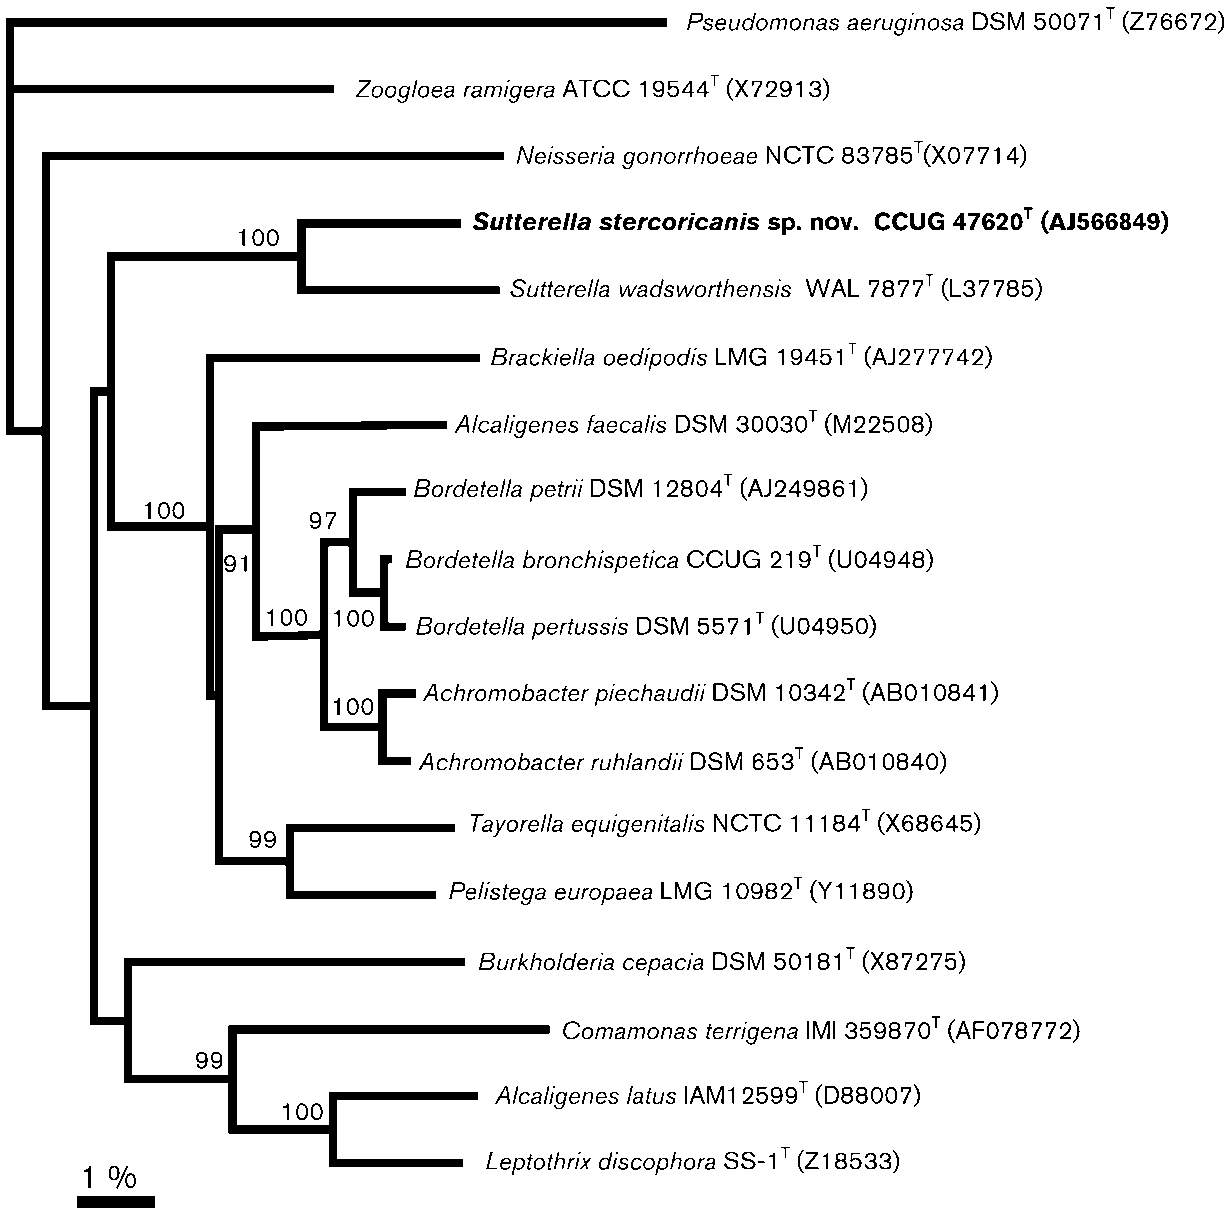 Pseudomonas aeruginosa DSM 50071T (Z76672)
Zoogloea ramigera ATCC 19544T (X72913)
Neisseria gonorrhoeae NCTC 83785T(X07714)
100
Sutterella stercoricanis sp. nov. CCUG 47620T (AJ566849)
Sutterella wadsworthensis WAL 7877T (L37785)
Brackiella oedipodis LMG 19451T (AJ277742)
Alcaligenes faecalis DSM 30030T (M22508)
Bordetella petrii DSM 12804T (AJ249861)
100
97
Bordetella bronchispetica CCUG 219T (U04948)
91
100
100
Bordetella pertussis DSM 5571T (U04950)
Achromobacter piechaudii DSM 10342T (AB010841)
100
Achromobacter ruhlandii DSM 653T (AB010840)
Tayorella equigenitalis NCTC 11184T (X68645)
99
Pelistega europaea LMG 10982T (Y11890)
Burkholderia cepacia DSM 50181T (X87275)
Comamonas terrigena IMI 359870T (AF078772)
99
Alcaligenes latus IAM12599T (D88007)
100
Leptothrix discophora SS-1T (Z18533)
1 %